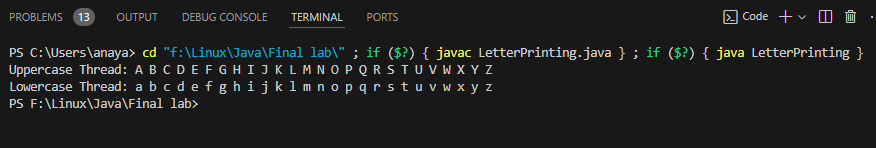 PROBLEMS 13 OUTPUT DEBUG CONSOLE TERMINAL PORTS Code
PS C:\Users\anaya> cd "f:\Linux\Java\Final lab\" ; if ($?) { javac LetterPrinting.java } ; if ($?) { java LetterPrinting }
Uppercase Thread: A B C D E F G H I J K L M N O P Q R S T U V W X Y Z
Lowercase Thread: a b c d e f g h i j k l m n o p q r s t u v w x y z
PS F:\Linux\Java\Final lab>